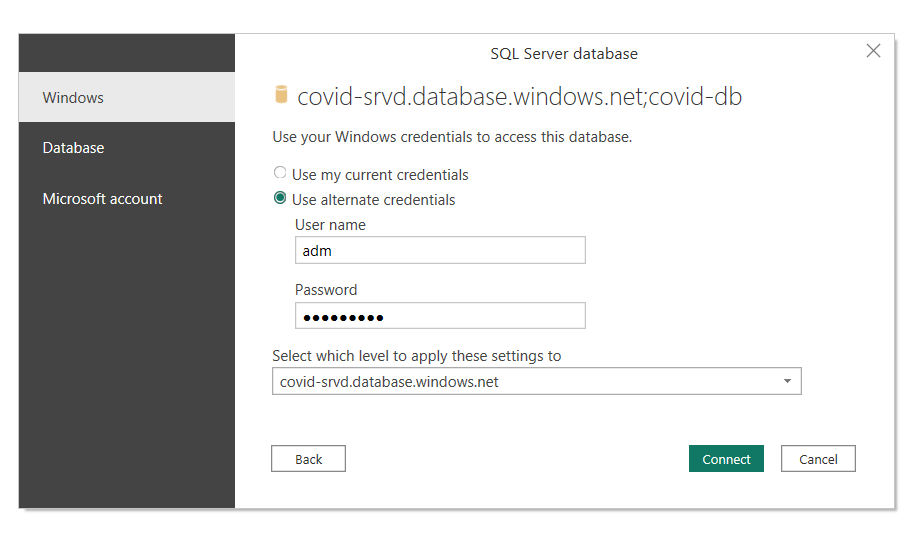 SQL Server database
Windows
Database
Microsoft account
covid-srvd.database.windows.net;covid-db
Use your Windows credentials to access this database.
Use my current credentials
Use alternate credentials
User name
adm
Password
●●●●●●●●●
Select which level to apply these settings to
covid-srvd.database.windows.net
Back
Connect
Cancel